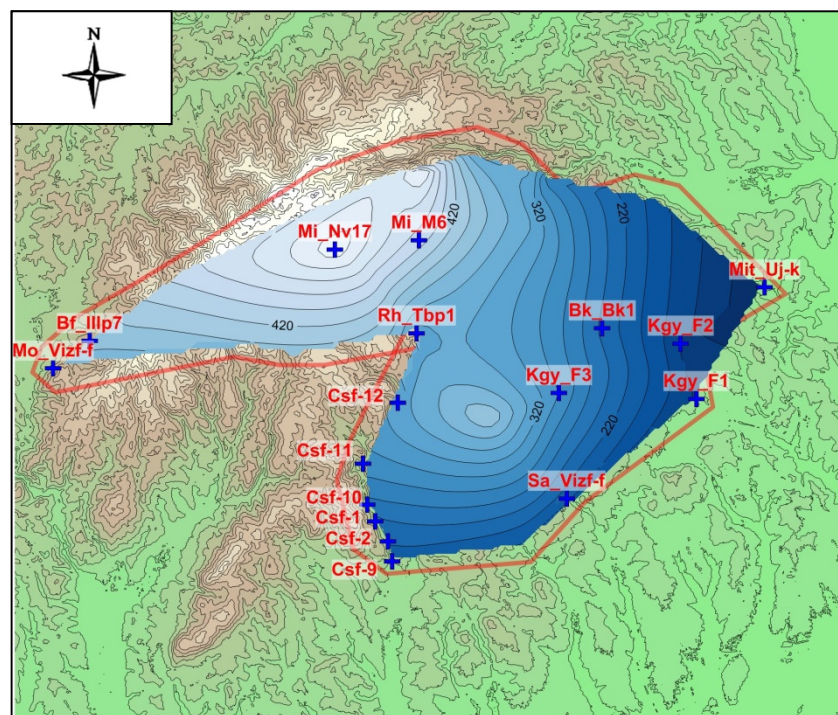 N
420
320
220
Mi_Nv17
Mi_M6
Mit_Uj-k
Bf_IIIp7
420
Rh_Tbp1
Bk_Bk1
Kgy_F2
Mo_Vizf-f
Kgy_F3
Kgy_F1
Csf-12
320
220
Csf-11
Sa_Vizf-f
Csf-10
Csf-1
Csf-2
Csf-9